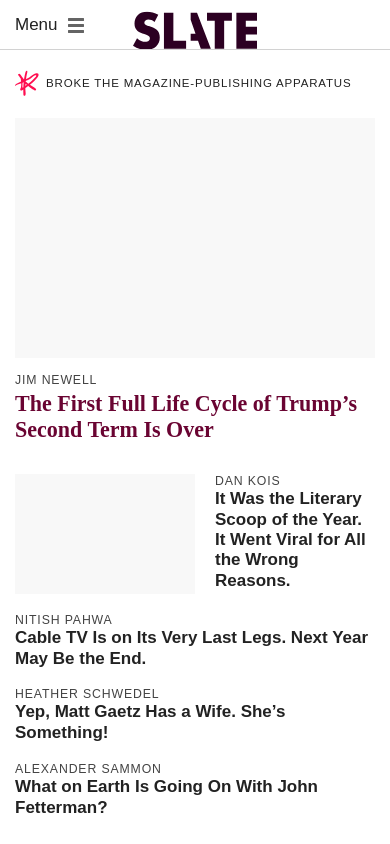 Menu
SLATE
BROKE THE MAGAZINE-PUBLISHING APPARATUS
JIM NEWELL
The First Full Life Cycle of Trump’s
Second Term Is Over
DAN KOIS
It Was the Literary
Scoop of the Year.
It Went Viral for All
the Wrong
Reasons.
NITISH PAHWA
Cable TV Is on Its Very Last Legs. Next Year
May Be the End.
HEATHER SCHWEDEL
Yep, Matt Gaetz Has a Wife. She’s
Something!
ALEXANDER SAMMON
What on Earth Is Going On With John
Fetterman?